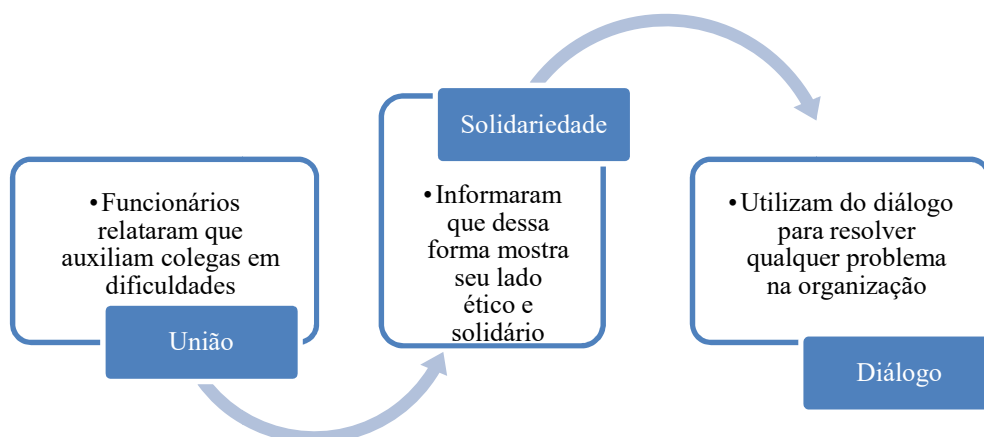 •Funcionários
relataram que
auxiliam colegas em
dificuldades
União
Solidariedade
•Informaram
que dessa
forma mostra
seu lado
ético e
solidário
•Utilizam do diálogo
para resolver
qualquer problema
na organização
Diálogo